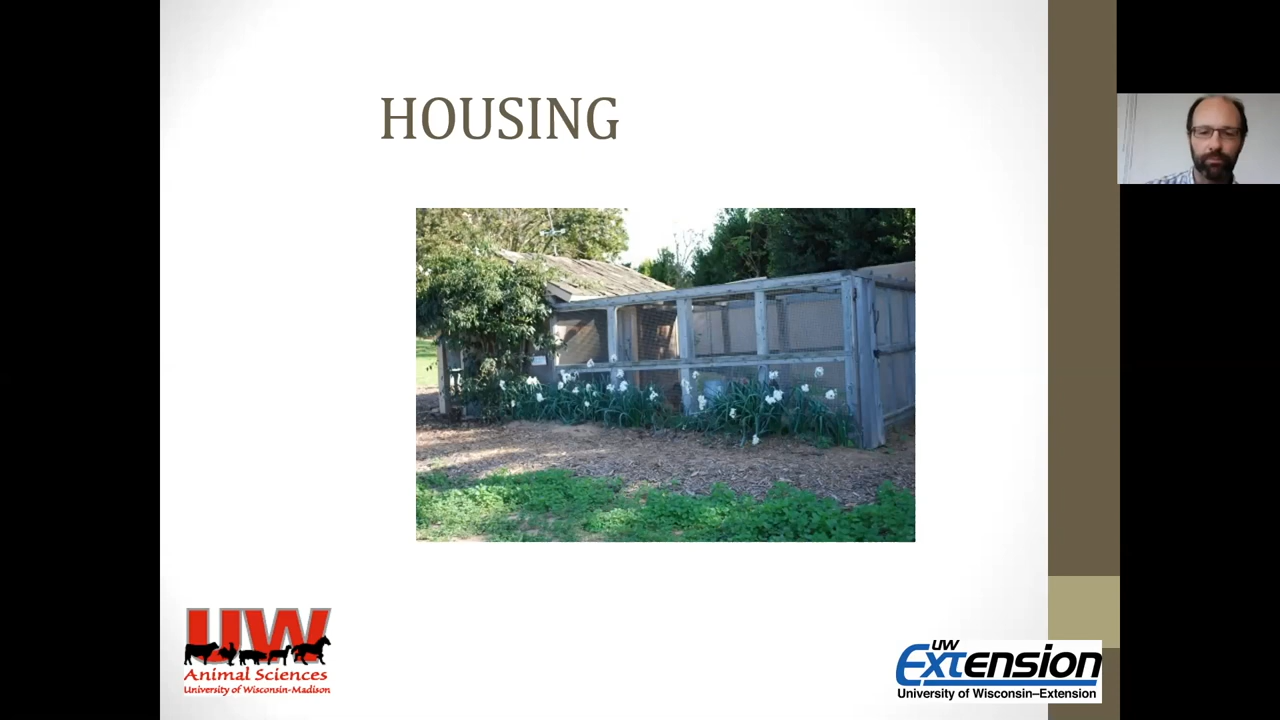 HOUSING
UW
Animal Sciences
University of Wisconsin-Madison
UW
Extension
University of Wisconsin–Extension